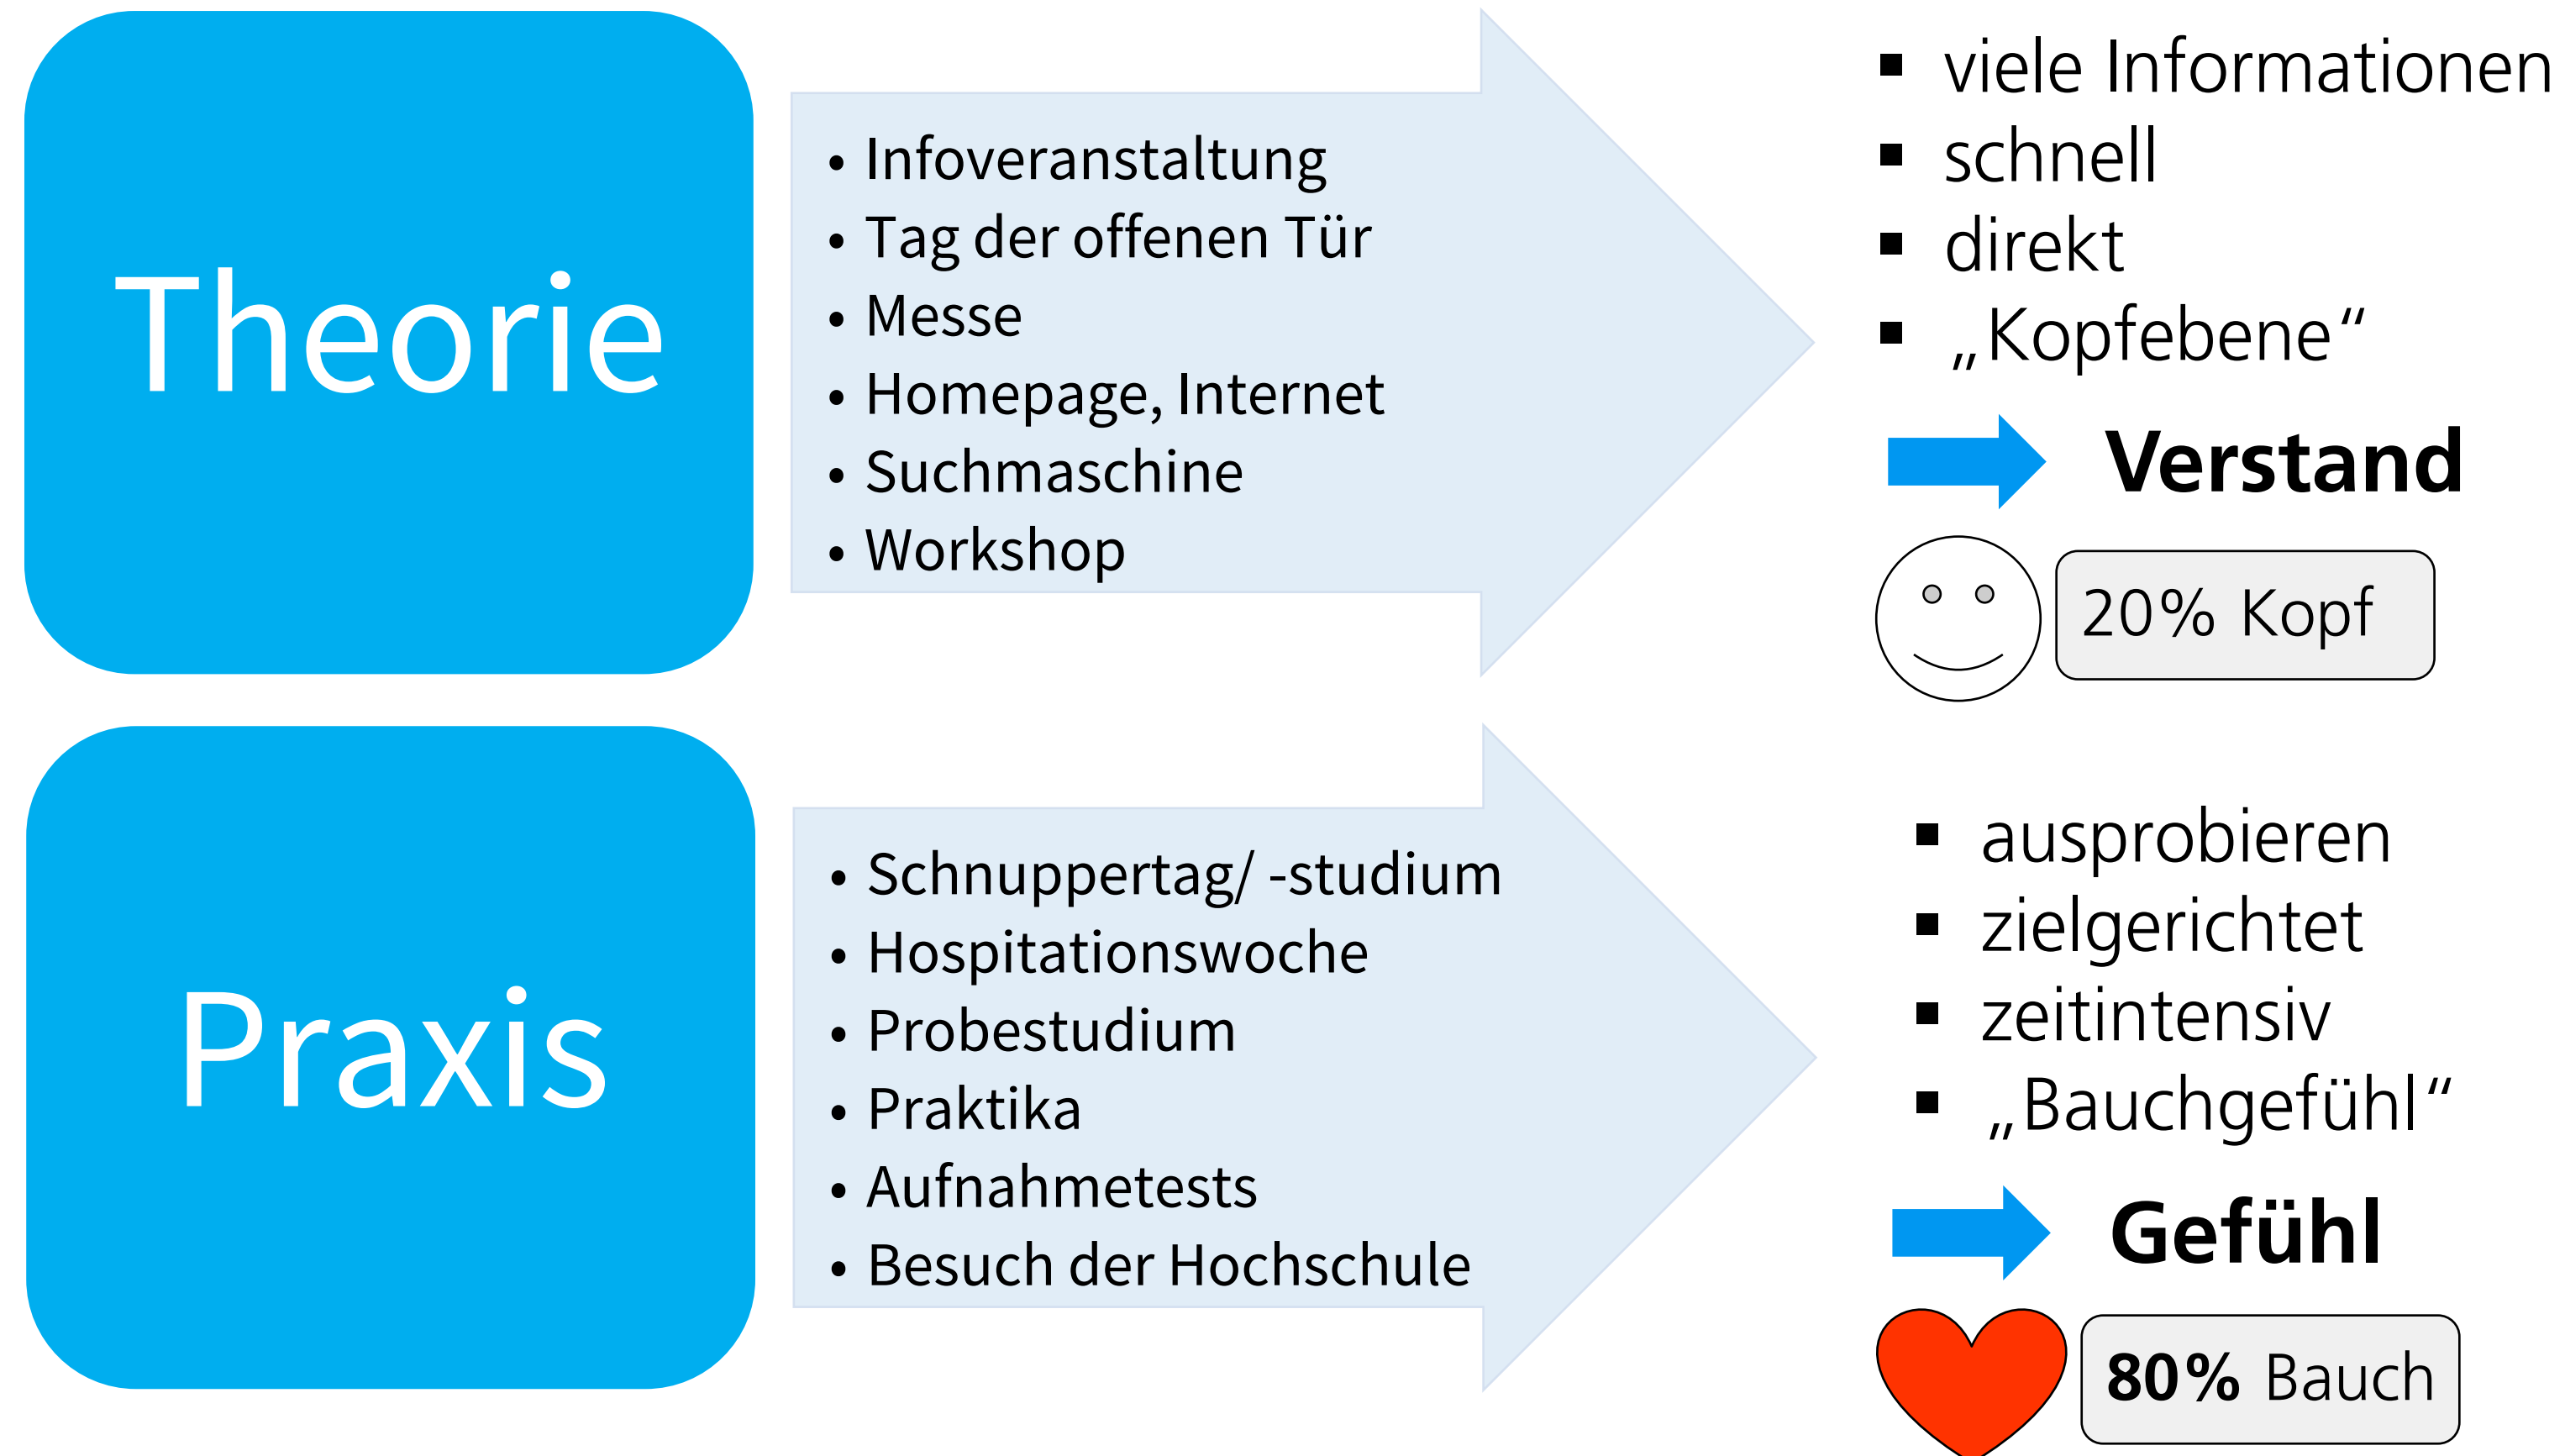 Theorie
• Infoveranstaltung
• Tag der offenen Tür
• Messe
• Homepage, Internet
• Suchmaschine
• Workshop
▪ viele Informationen
▪ schnell
▪ direkt
▪ „Kopfebene“
Verstand
20% Kopf
Praxis
• Schnuppertag/ -studium
• Hospitationswoche
• Probestudium
• Praktika
• Aufnahmetests
• Besuch der Hochschule
▪ ausprobieren
▪ zielgerichtet
▪ zeitintensiv
▪ „Bauchgefühl“
Gefühl
80% Bauch